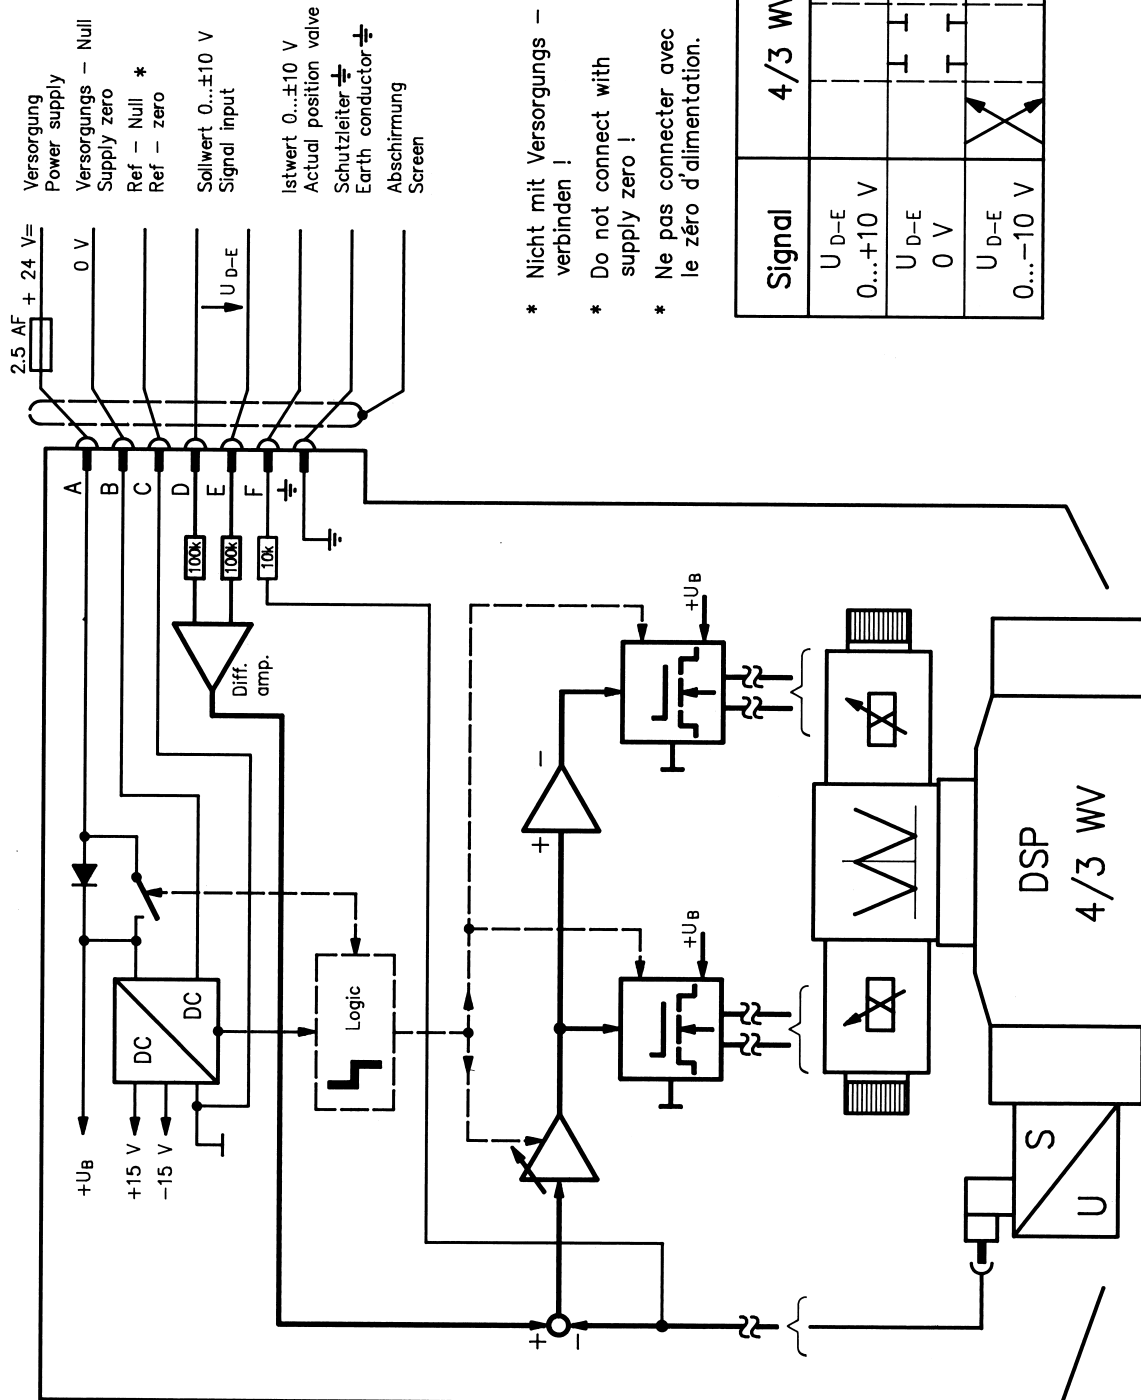 2.5 AF
+ 24 V=
0 V
U D-E
Versorgung
Power supply
Versorgungs - Null
Supply zero
Ref - Null *
Ref - zero
Sollwert 0...±10 V
Signal input
Istwert 0...±10 V
Actual position valve
Schutzleiter
Earth conductor
Abschirmung
Screen
A
B
C
D
E
F
100k
100k
10k
Diff.
amp.
* Nicht mit Versorgungs -
verbinden !
* Do not connect with
supply zero !
* Ne pas connecter avec
le zéro d'alimentation.
Signal
4/3 WV
U D-E
0...+10 V
U D-E
0 V
U D-E
0...-10 V
+UB
+15 V
-15 V
DC
DC
Logic
+
-
+
-
+UB
+UB
DSP
4/3 WV
S
U